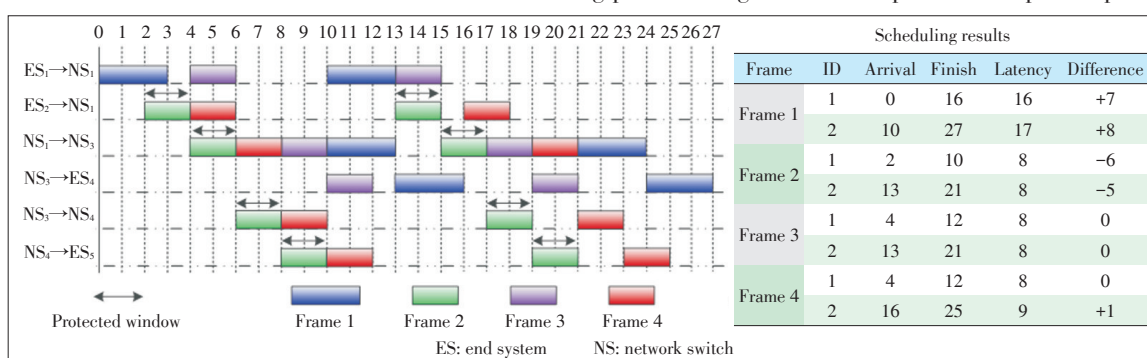 0 1 2 3 4 5 6 7 8 9 10 11 12 13 14 15 16 17 18 19 20 21 22 23 24 25 26 27
ES₁→NS₁
ES₂→NS₁
NS₁→NS₃
NS₃→ES₄
NS₃→NS₄
NS₄→ES₅
Protected window Frame 1 Frame 2 Frame 3 Frame 4
ES: end system NS: network switch
Scheduling results
Frame ID Arrival Finish Latency Difference
Frame 1 1 0 16 16 +7
2 10 27 17 +8
Frame 2 1 2 10 8 −6
2 13 21 8 −5
Frame 3 1 4 12 8 0
2 13 21 8 0
Frame 4 1 4 12 8 0
2 16 25 9 +1